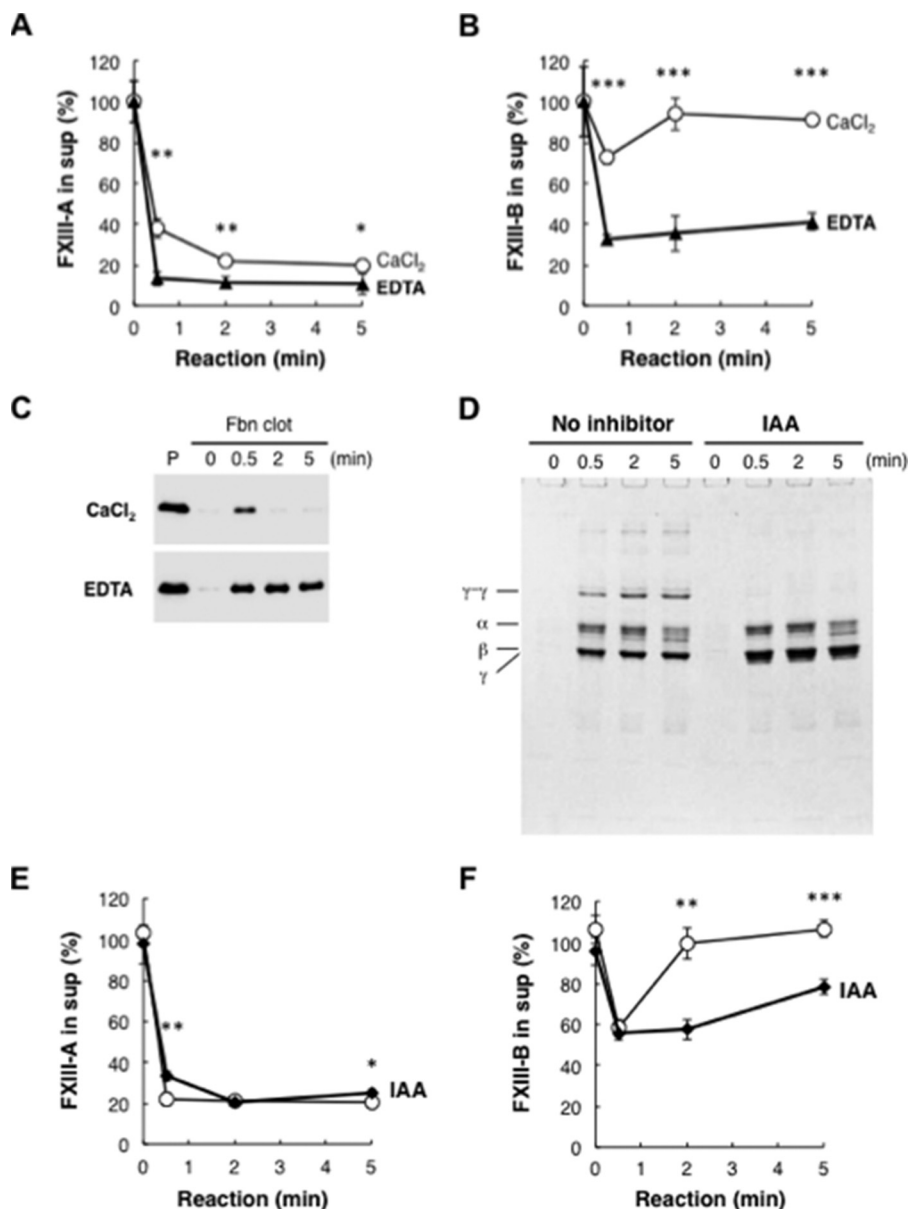 A
120
100
80
60
40
20
0
FXIII-A in sup (%)
**
**
*
CaCl₂
EDTA
0 1 2 3 4 5
Reaction (min)
B
120
100
80
60
40
20
0
FXIII-B in sup (%)
***
***
***
CaCl₂
EDTA
0 1 2 3 4 5
Reaction (min)
C
Fbn clot
P 0 0.5 2 5 (min)
CaCl₂
EDTA
D
No inhibitor IAA
0 0.5 2 5 0 0.5 2 5 (min)
γ-γ
α
β
γ
E
120
100
80
60
40
20
0
FXIII-A in sup (%)
**
*
IAA
0 1 2 3 4 5
Reaction (min)
F
120
100
80
60
40
20
0
FXIII-B in sup (%)
**
***
IAA
0 1 2 3 4 5
Reaction (min)